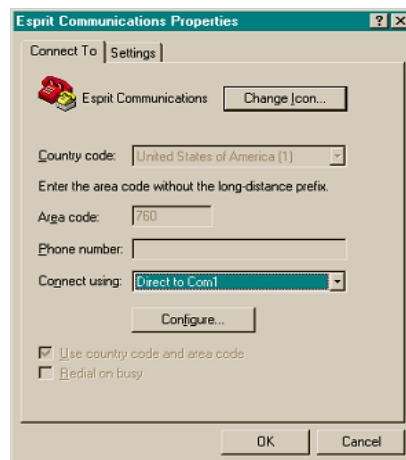 Esprit Communications Properties
Connect To Settings
Esprit Communications Change Icon...
Country code: United States of America (1)
Enter the area code without the long-distance prefix.
Area code: 760
Phone number:
Connect using: Direct to Com1
Configure...
Use country code and area code
Redial on busy
OK Cancel